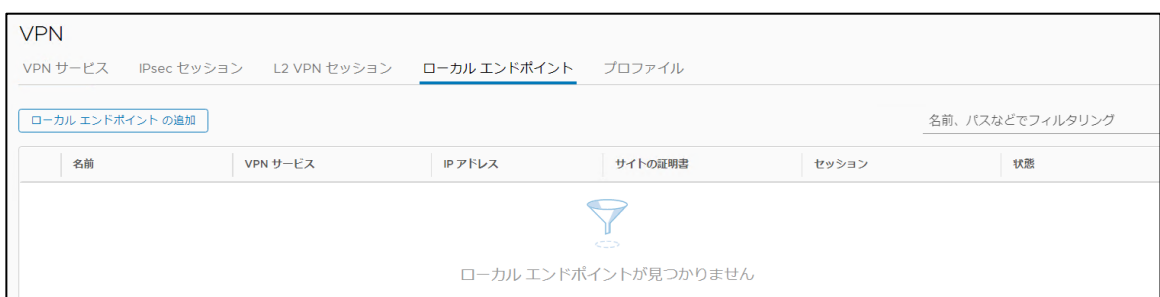 VPN
VPN サービス IPsec セッション L2 VPN セッション ローカル エンドポイント プロファイル
ローカル エンドポイント の追加 名前、パスなどでフィルタリング
名前 VPN サービス IP アドレス サイトの証明書 セッション 状態
ローカル エンドポイントが見つかりません